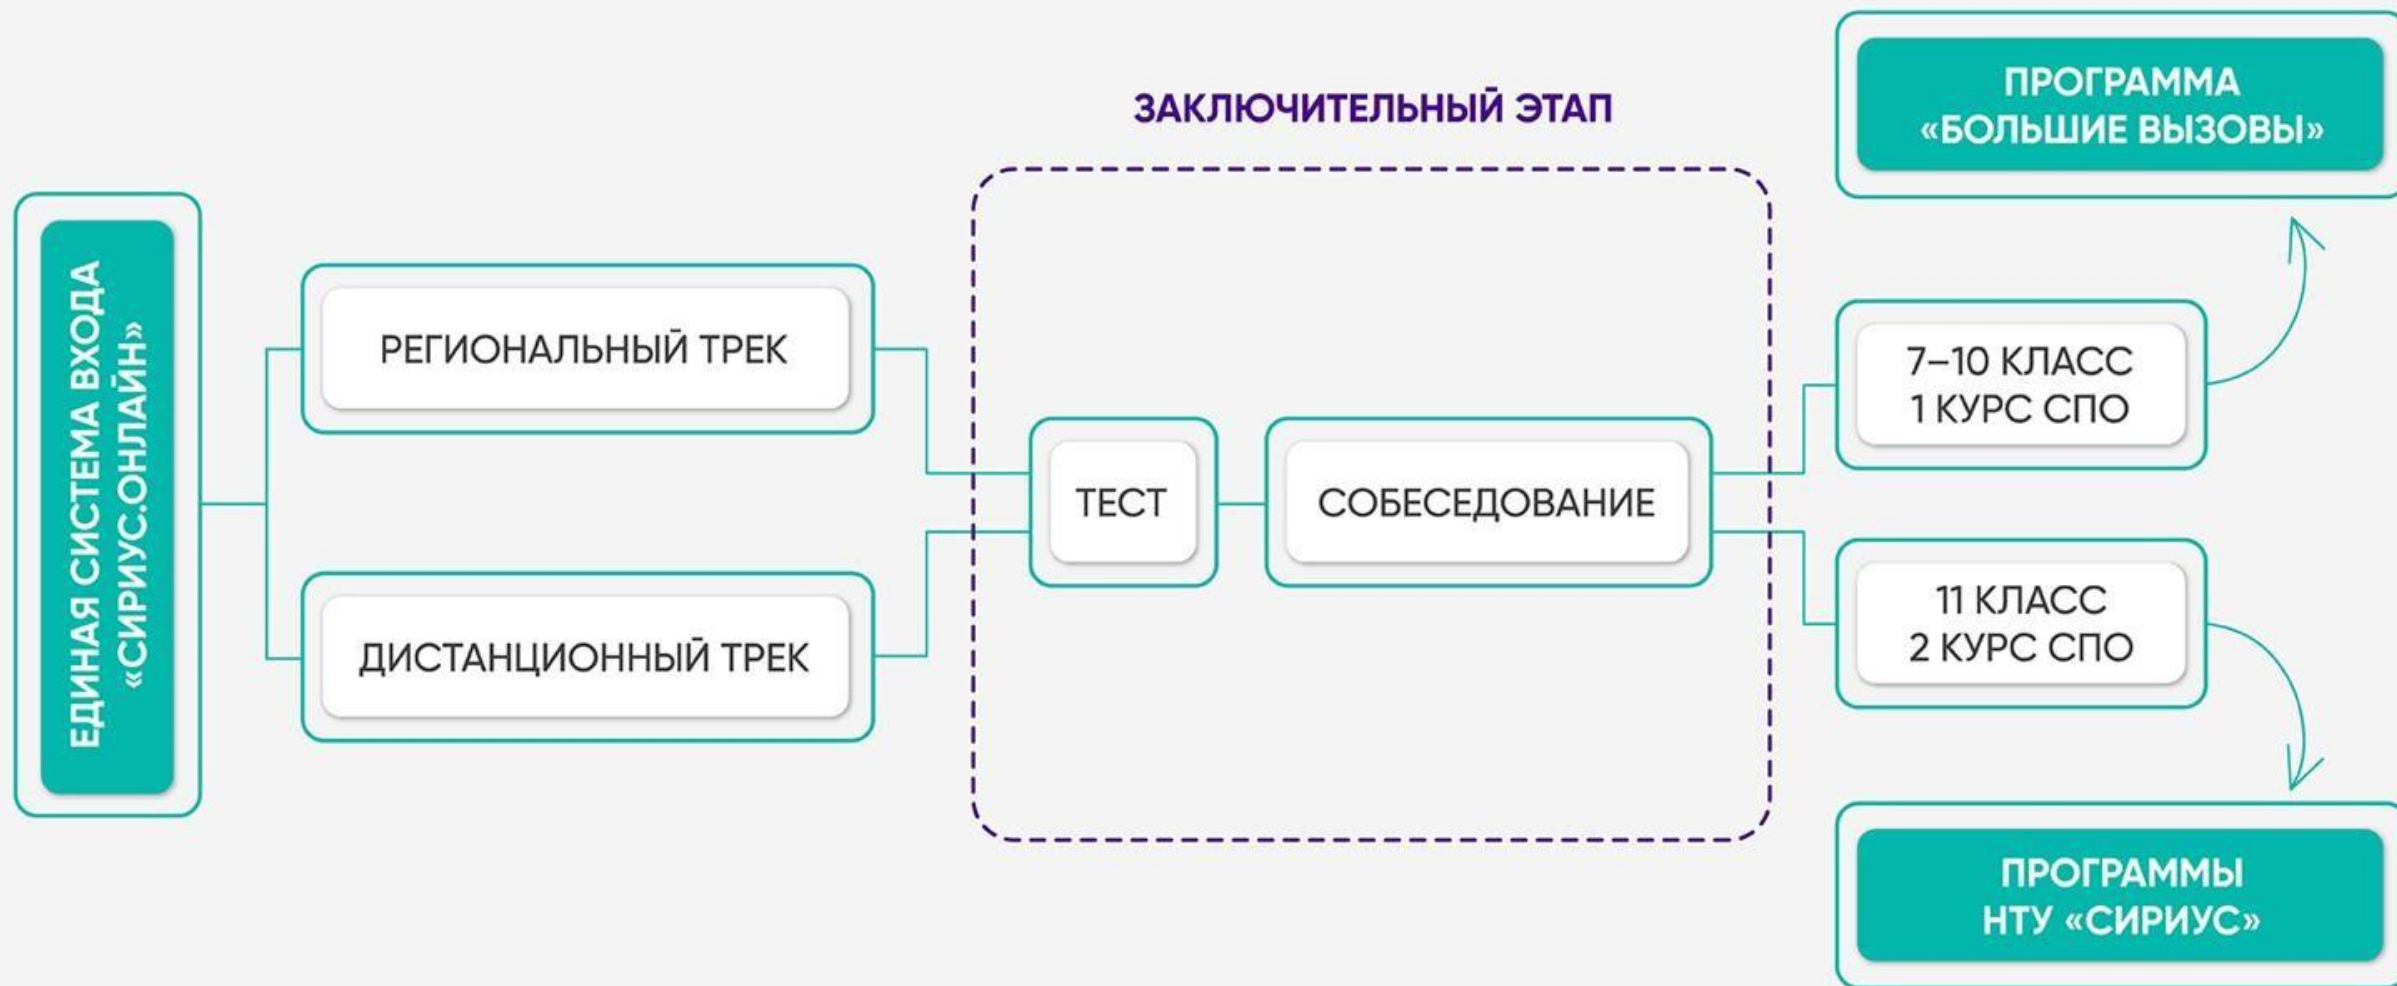 ЕДИНАЯ СИСТЕМА ВХОДА
«СИРИУС.ОНЛАЙН»
РЕГИОНАЛЬНЫЙ ТРЕК
ДИСТАНЦИОННЫЙ ТРЕК
ЗАКЛЮЧИТЕЛЬНЫЙ ЭТАП
ТЕСТ
СОБЕСЕДОВАНИЕ
ПРОГРАММА
«БОЛЬШИЕ ВЫЗОВЫ»
7–10 КЛАСС
1 КУРС СПО
11 КЛАСС
2 КУРС СПО
ПРОГРАММЫ
НТУ «СИРИУС»